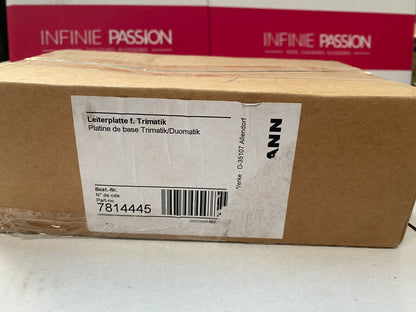 INFINIE PASSION
INFINIE PASSION
Leiterplatte f. Trimatik
Platine de base Trimatik/Duomatik
Best.-Nr.
N° de cde
Part-no
7814445
ANN
Werke · D-35107 Allendorf